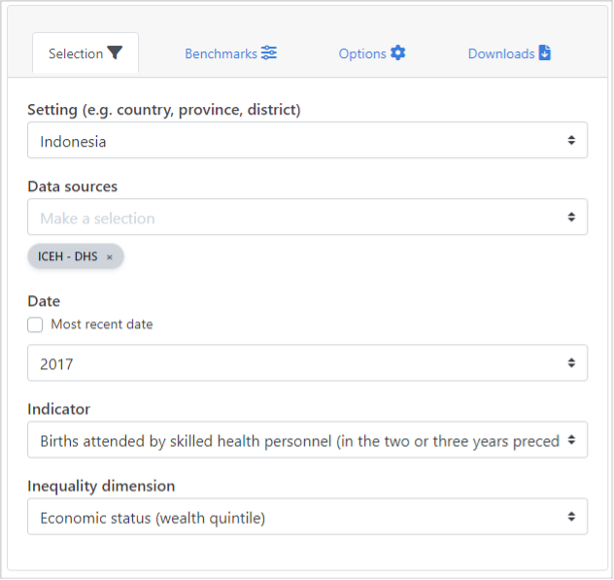 Selection
Benchmarks
Options
Downloads
Setting (e.g. country, province, district)
Indonesia
Data sources
Make a selection
ICEH - DHS ×
Date
Most recent date
2017
Indicator
Births attended by skilled health personnel (in the two or three years preced
Inequality dimension
Economic status (wealth quintile)